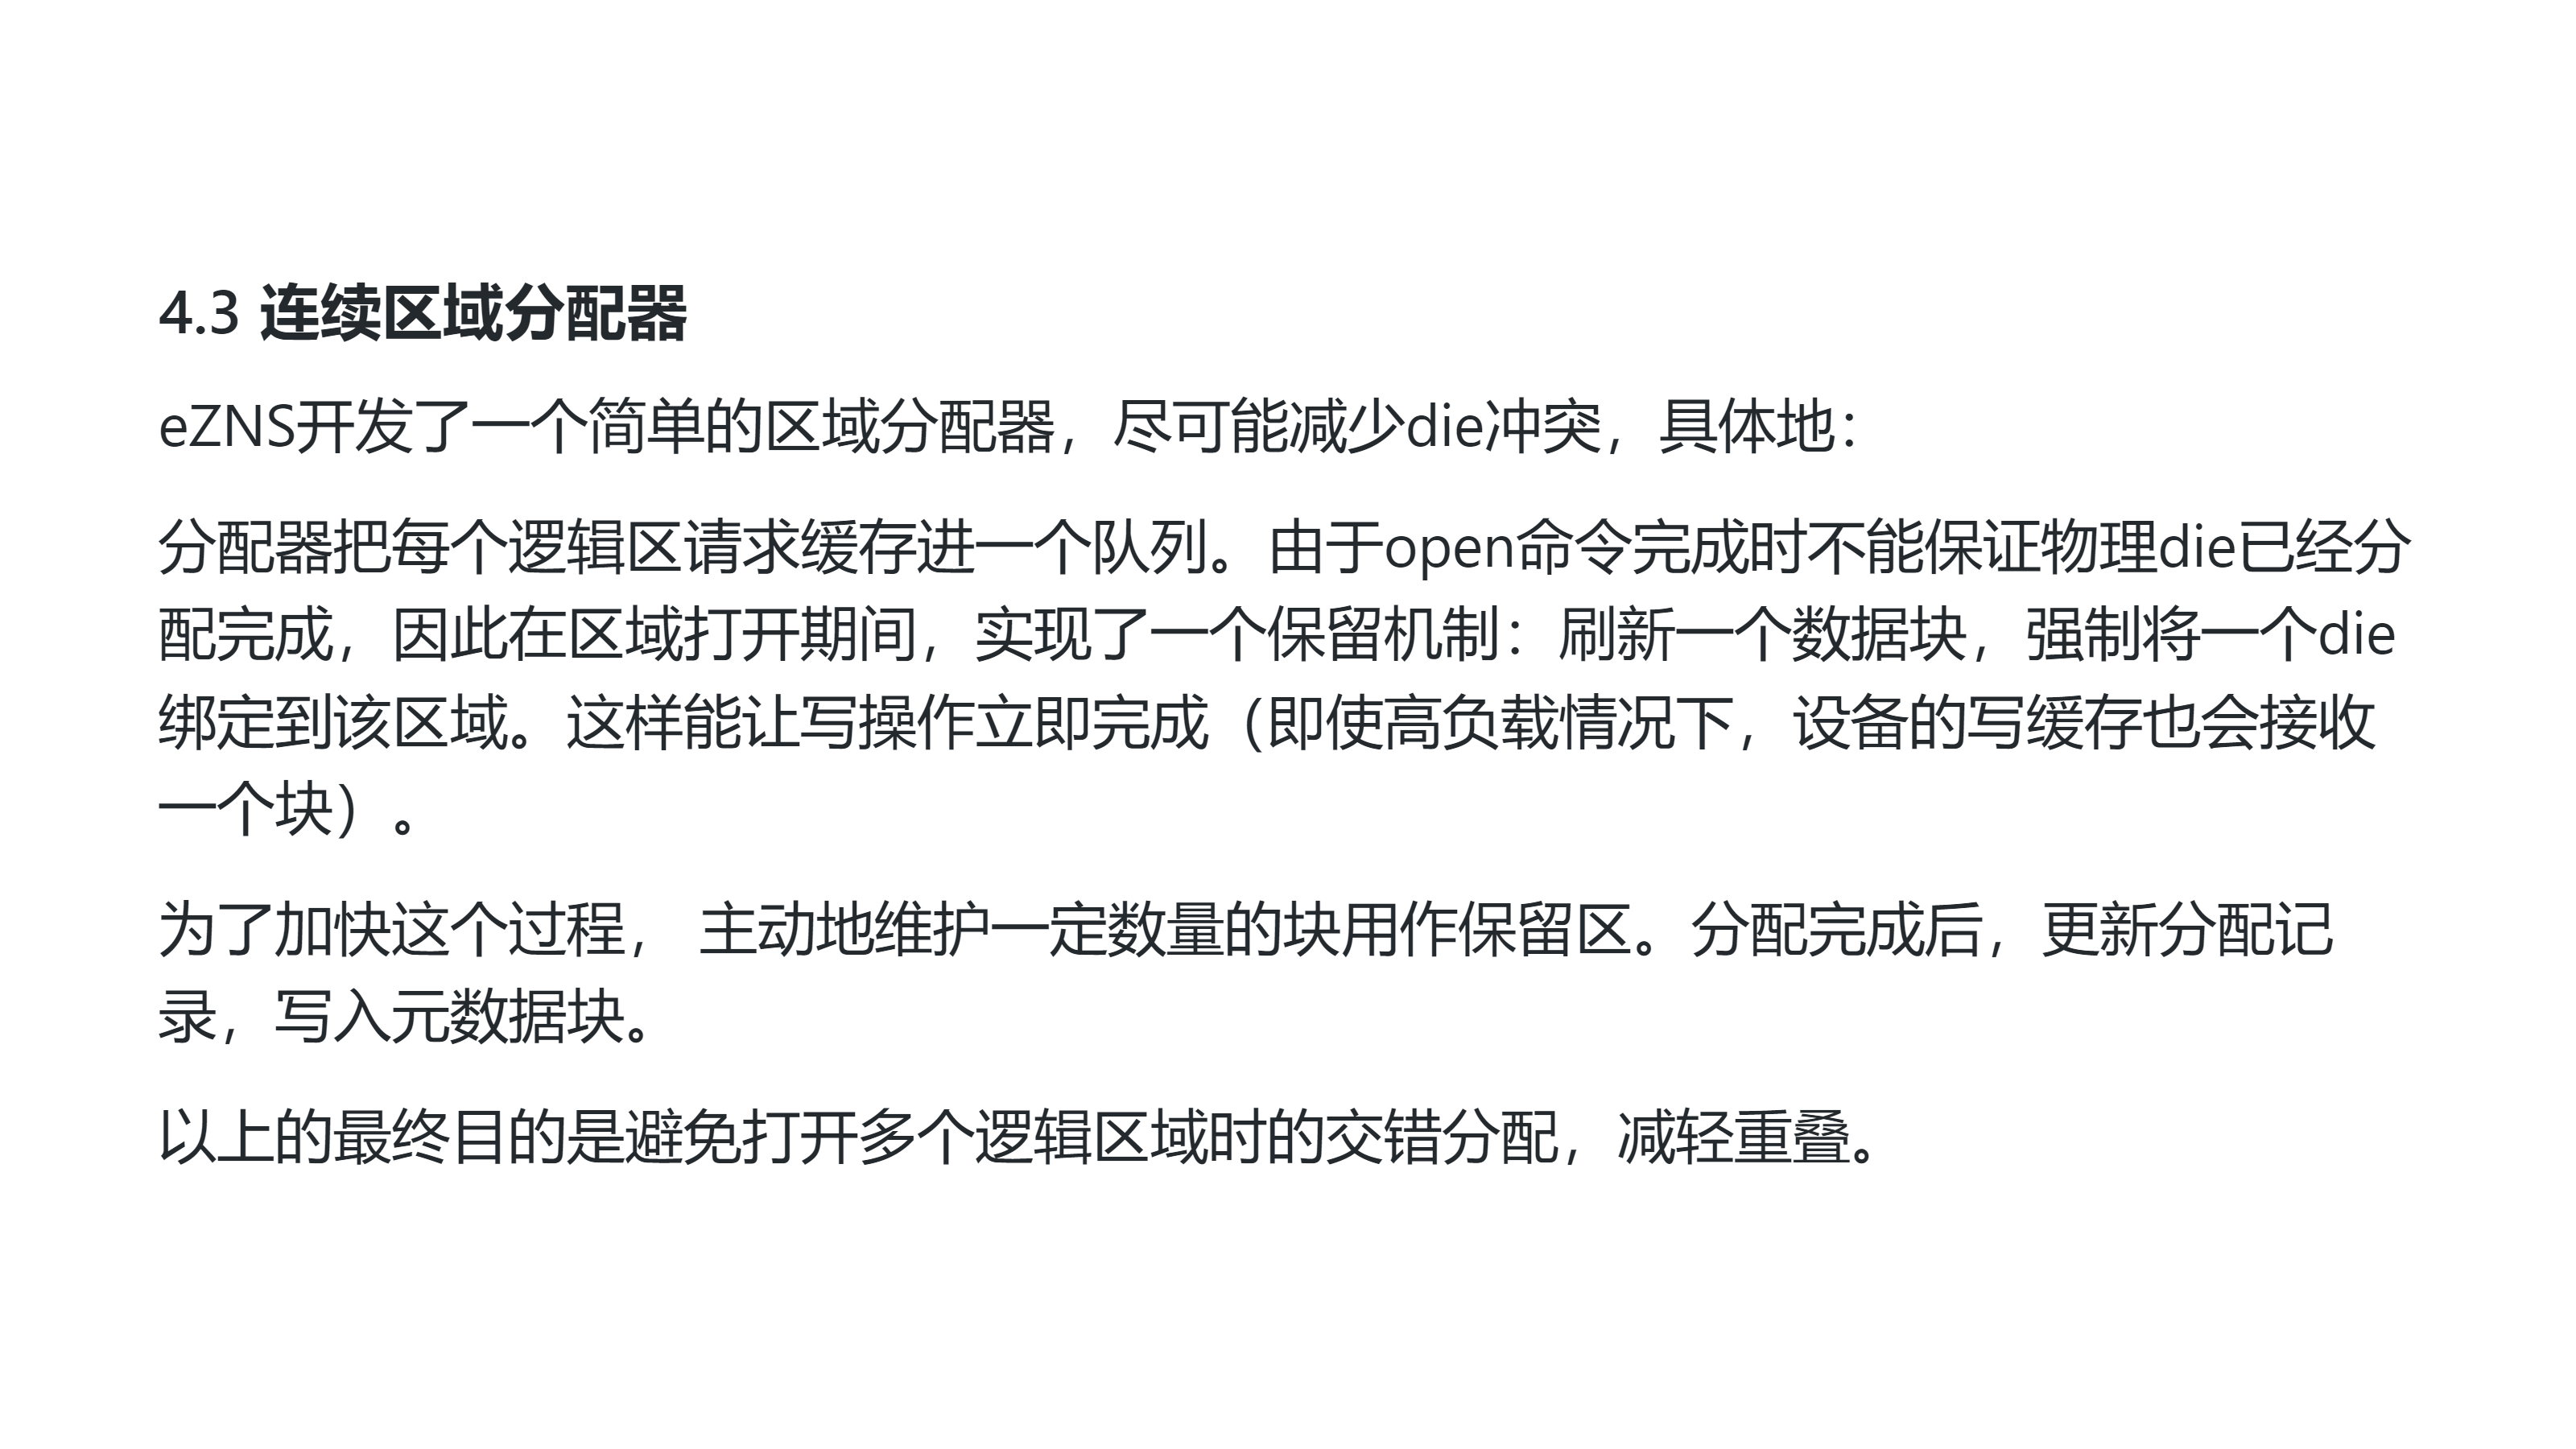 4.3 连续区域分配器
eZNS开发了一个简单的区域分配器，尽可能减少die冲突，具体地：
分配器把每个逻辑区请求缓存进一个队列。由于open命令完成时不能保证物理die已经分
配完成，因此在区域打开期间，实现了一个保留机制：刷新一个数据块，强制将一个die
绑定到该区域。这样能让写操作立即完成（即使高负载情况下，设备的写缓存也会接收
一个块）。
为了加快这个过程， 主动地维护一定数量的块用作保留区。分配完成后，更新分配记
录，写入元数据块。
以上的最终目的是避免打开多个逻辑区域时的交错分配，减轻重叠。